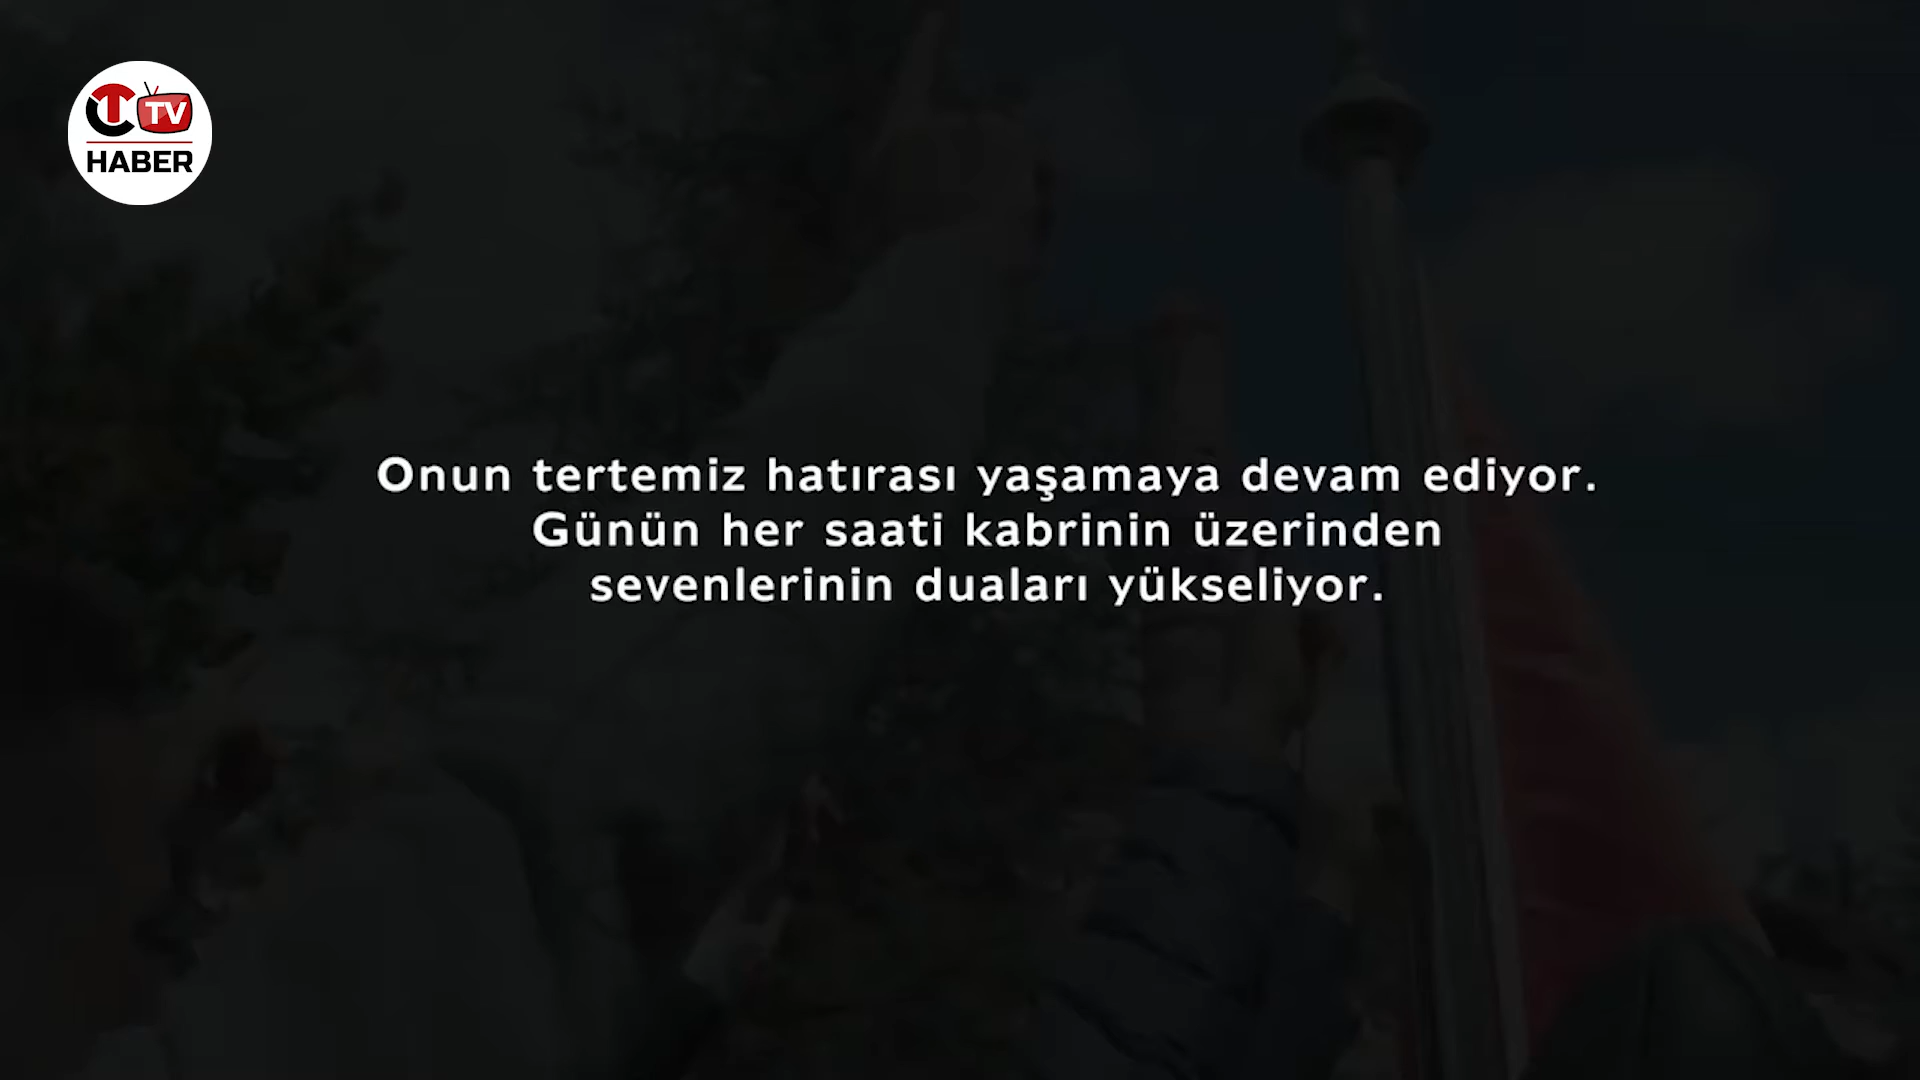 TV
HABER
Onun tertemiz hatırası yaşamaya devam ediyor.
Günün her saati kabrinin üzerinden
sevenlerinin duaları yükseliyor.